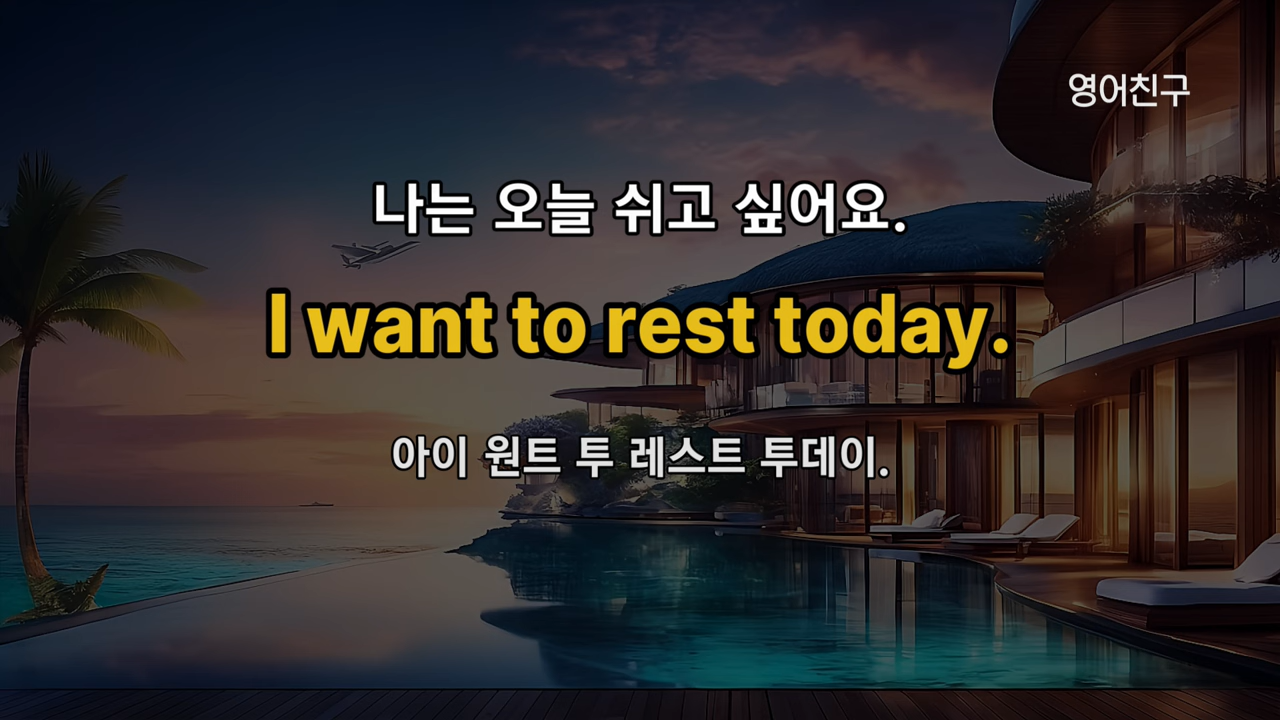 영어친구
나는 오늘 쉬고 싶어요.
I want to rest today.
아이 원트 투 레스트 투데이.